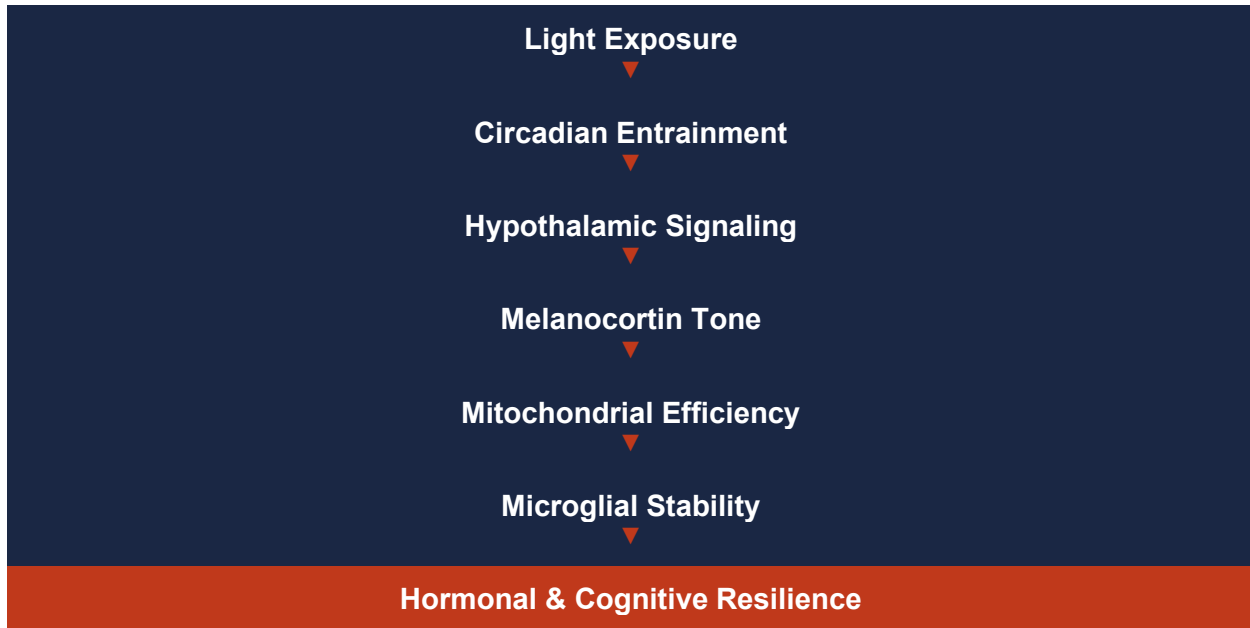 Light Exposure
Circadian Entrainment
Hypothalamic Signaling
Melanocortin Tone
Mitochondrial Efficiency
Microglial Stability
Hormonal & Cognitive Resilience